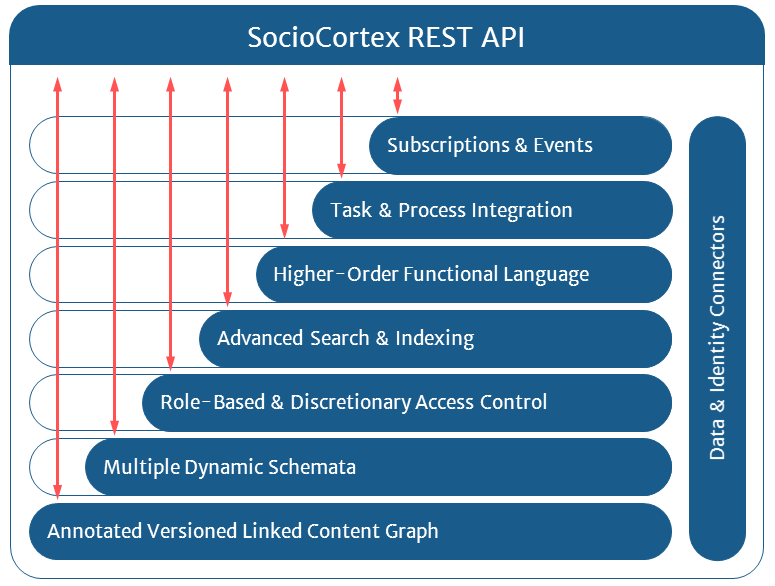 SocioCortex REST API
Subscriptions & Events
Task & Process Integration
Higher-Order Functional Language
Advanced Search & Indexing
Role-Based & Discretionary Access Control
Multiple Dynamic Schemata
Annotated Versioned Linked Content Graph
Data & Identity Connectors